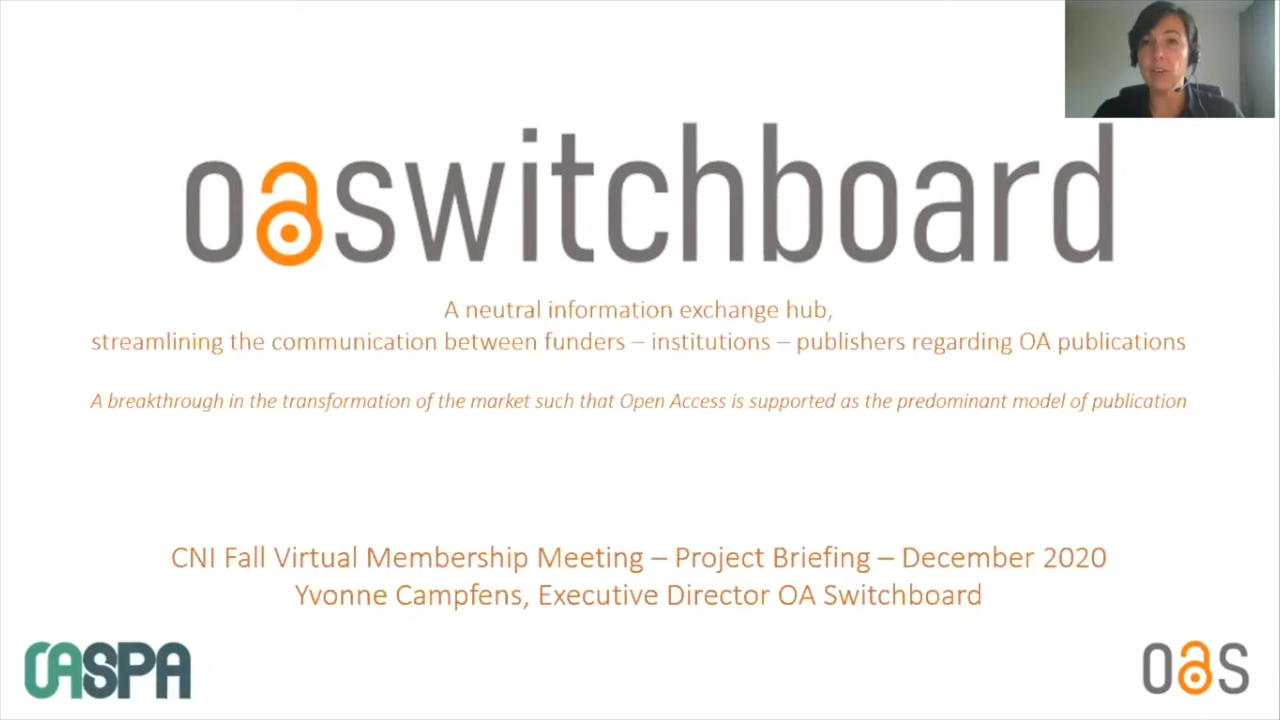 oaswitchboard
A neutral information exchange hub,
streamlining the communication between funders – institutions – publishers regarding OA publications
A breakthrough in the transformation of the market such that Open Access is supported as the predominant model of publication
CNI Fall Virtual Membership Meeting – Project Briefing – December 2020
Yvonne Campfens, Executive Director OA Switchboard
OASPA
oas